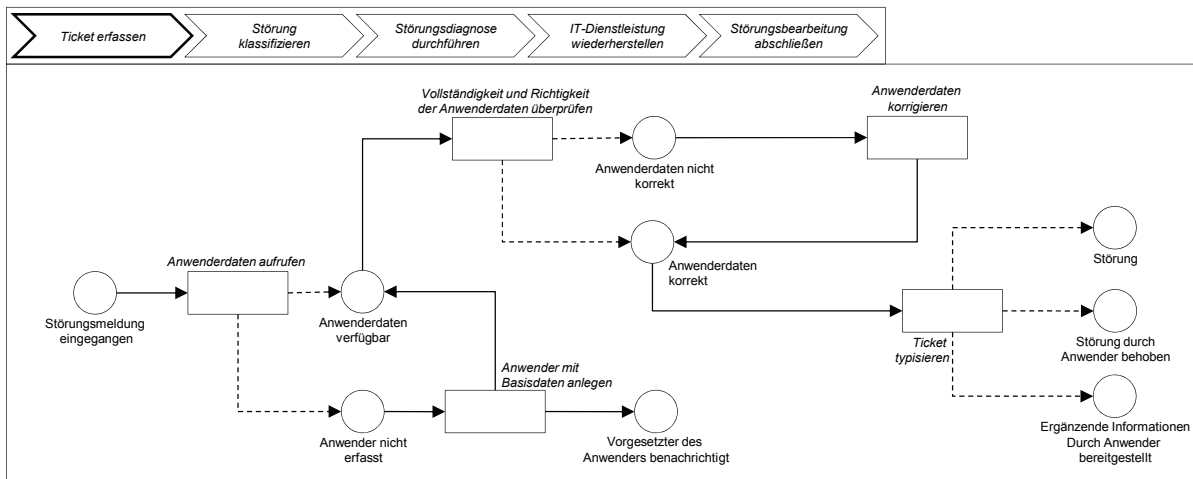 Ticket erfassen
Störung
klassifizieren
Störungsdiagnose
durchführen
IT-Dienstleistung
wiederherstellen
Störungsbearbeitung
abschließen
Vollständigkeit und Richtigkeit
der Anwenderdaten überprüfen
Anwenderdaten
korrigieren
Anwenderdaten nicht
korrekt
Anwenderdaten aufrufen
Anwenderdaten
korrekt
Störung
Störungsmeldung
eingegangen
Anwenderdaten
verfügbar
Ticket
typisieren
Störung durch
Anwender behoben
Anwender mit
Basisdaten anlegen
Anwender nicht
erfasst
Vorgesetzter des
Anwenders benachrichtigt
Ergänzende Informationen
Durch Anwender
bereitgestellt